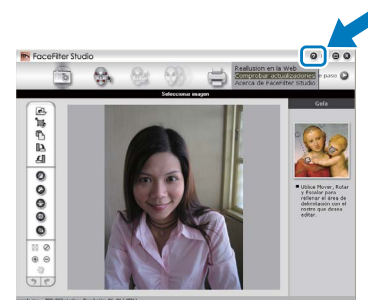 FaceFilter Studio
Reallusion en la Web
Comprobar actualizaciones
e paso
Acerca de FaceFilter Studio
Seleccionar imagen
Guía
Utilice Mover, Rotar
y Escalar para
rellenar el área de
delimitación con el
rostro que desea
editar.